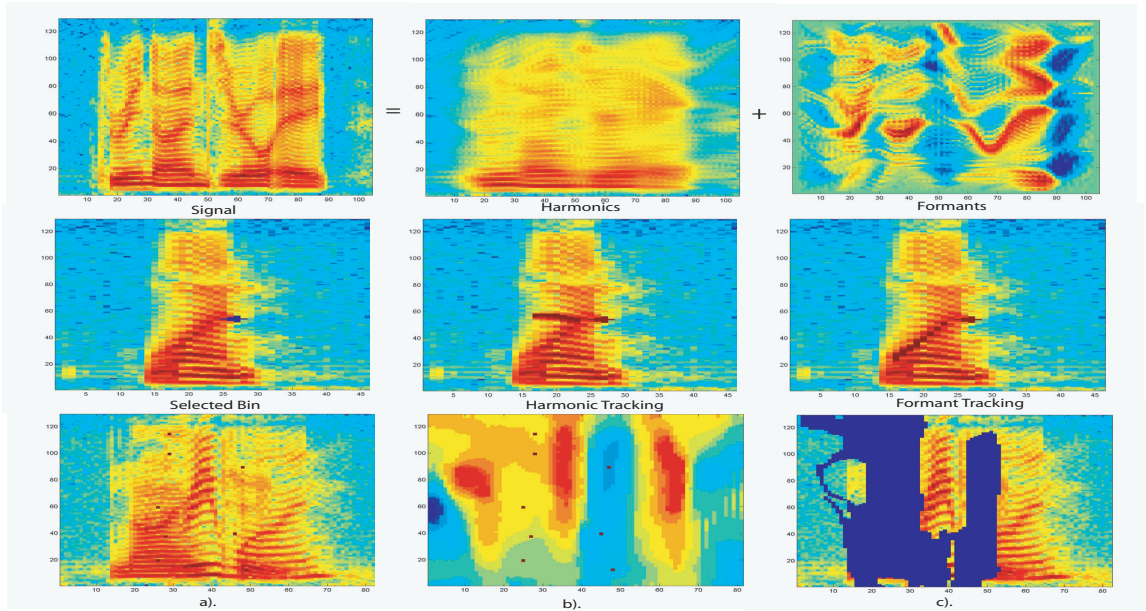 120 100 80 60 40 20
10 20 30 40 50 60 70 80 90 100
Signal
=
120 100 80 60 40 20
10 20 30 40 50 60 70 80 90 100
Harmonics
+
120 100 80 60 40 20
10 20 30 40 50 60 70 80 90 100
Formants
120 100 80 60 40 20
5 10 15 20 25 30 35 40 45
Selected Bin
120 100 80 60 40 20
5 10 15 20 25 30 35 40 45
Harmonic Tracking
120 100 80 60 40 20
5 10 15 20 25 30 35 40 45
Formant Tracking
120 100 80 60 40 20
10 20 30 40 50 60 70 80
a).
120 100 80 60 40 20
10 20 30 40 50 60 70 80
b).
120 100 80 60 40 20
10 20 30 40 50 60 70 80
c).